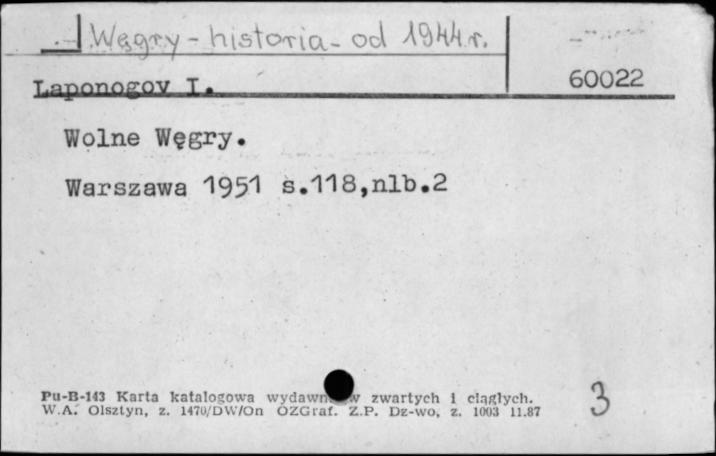 Węgry - historia - od 1944 r.
60022
Laponogov I.
Wolne Węgry.
Warszawa 1951 s.118,nlb.2
Pu-B-143 Karta katalogowa wydawn w zwartych i ciągłych.
W.A. Olsztyn, z. 1470/DW/On OZGraf. Z.P. Dz-wo, z. 1003 11.87
3